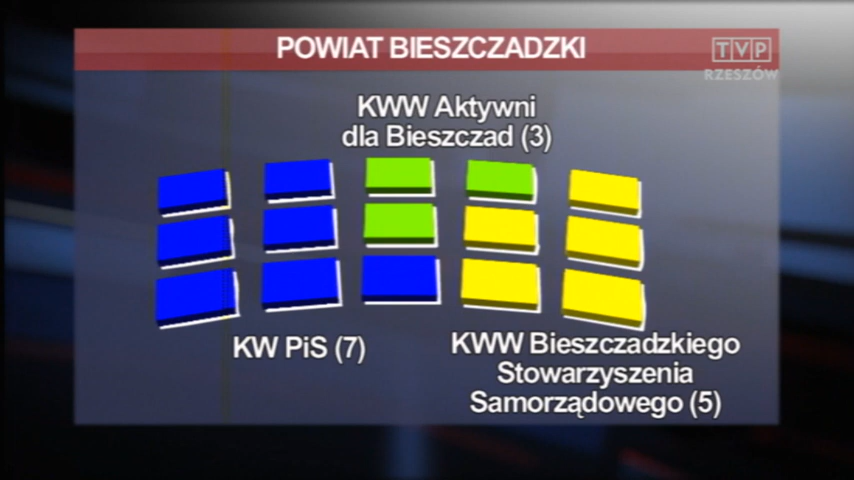 POWIAT BIESZCZADZKI
TVP
RZESZÓW
KWW Aktywni
dla Bieszczad (3)
KW PiS (7)
KWW Bieszczadzkiego
Stowarzyszenia
Samorządowego (5)